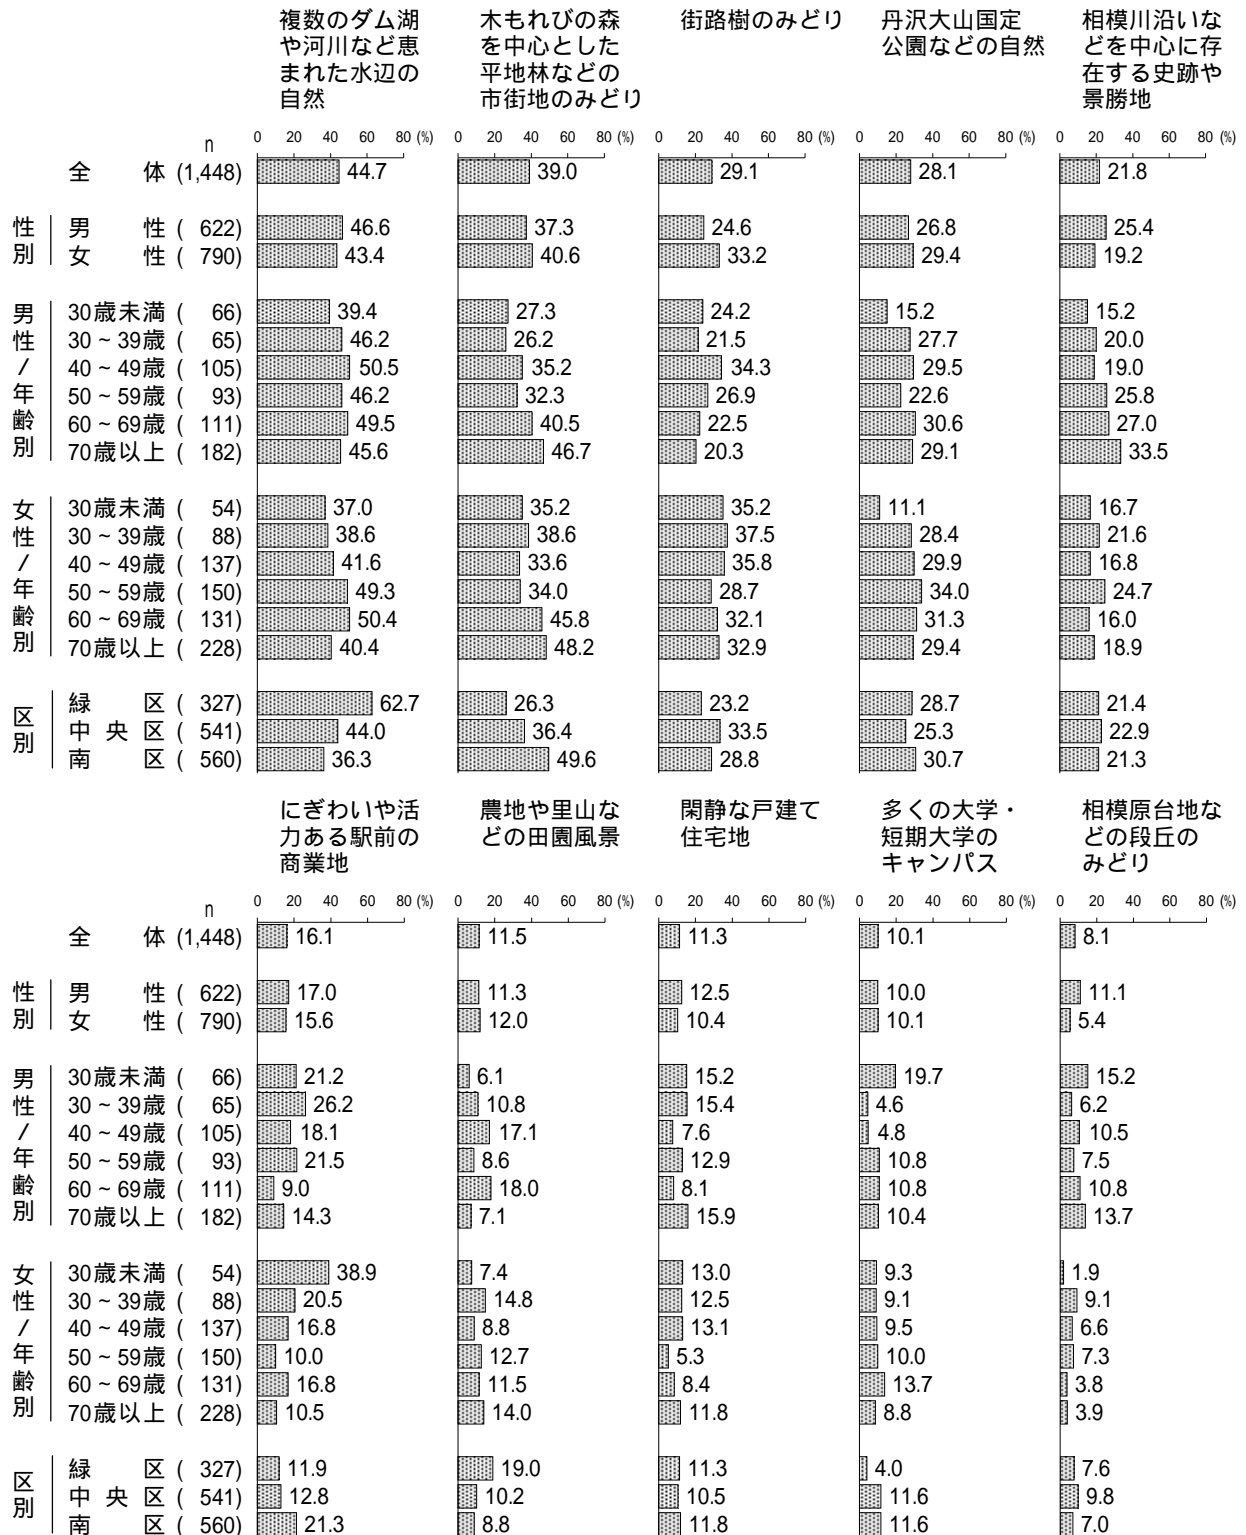 複数のダム湖
や河川など恵
まれた水辺の
自然
木もれびの森
を中心とした
平地林などの
市街地のみどり
街路樹のみどり
丹沢大山国定
公園などの自然
相模川沿いな
どを中心に存
在する史跡や
景勝地
n 0 20 40 60 80 (%) 0 20 40 60 80 (%) 0 20 40 60 80 (%) 0 20 40 60 80 (%) 0 20 40 60 80 (%)
全 体 (1,448) 44.7 39.0 29.1 28.1 21.8
性別
男 性 ( 622) 46.6 37.3 24.6 26.8 25.4
女 性 ( 790) 43.4 40.6 33.2 29.4 19.2
男性/年齢別
30歳未満 ( 66) 39.4 27.3 24.2 15.2 15.2
30~39歳 ( 65) 46.2 26.2 21.5 27.7 20.0
40~49歳 ( 105) 50.5 35.2 34.3 29.5 19.0
50~59歳 ( 93) 46.2 32.3 26.9 22.6 25.8
60~69歳 ( 111) 49.5 40.5 22.5 30.6 27.0
70歳以上 ( 182) 45.6 46.7 20.3 29.1 33.5
女性/年齢別
30歳未満 ( 54) 37.0 35.2 35.2 11.1 16.7
30~39歳 ( 88) 38.6 38.6 37.5 28.4 21.6
40~49歳 ( 137) 41.6 33.6 35.8 29.9 16.8
50~59歳 ( 150) 49.3 34.0 28.7 34.0 24.7
60~69歳 ( 131) 50.4 45.8 32.1 31.3 16.0
70歳以上 ( 228) 40.4 48.2 32.9 29.4 18.9
区別
緑 区 ( 327) 62.7 26.3 23.2 28.7 21.4
中 央 区 ( 541) 44.0 36.4 33.5 25.3 22.9
南 区 ( 560) 36.3 49.6 28.8 30.7 21.3
にぎわいや活
力ある駅前の
商業地
農地や里山な
どの田園風景
閑静な戸建て
住宅地
多くの大学・
短期大学の
キャンパス
相模原台地な
どの段丘の
みどり
n 0 20 40 60 80 (%) 0 20 40 60 80 (%) 0 20 40 60 80 (%) 0 20 40 60 80 (%) 0 20 40 60 80 (%)
全 体 (1,448) 16.1 11.5 11.3 10.1 8.1
性別
男 性 ( 622) 17.0 11.3 12.5 10.0 11.1
女 性 ( 790) 15.6 12.0 10.4 10.1 5.4
男性/年齢別
30歳未満 ( 66) 21.2 6.1 15.2 19.7 15.2
30~39歳 ( 65) 26.2 10.8 15.4 4.6 6.2
40~49歳 ( 105) 18.1 17.1 7.6 4.8 10.5
50~59歳 ( 93) 21.5 8.6 12.9 10.8 7.5
60~69歳 ( 111) 9.0 18.0 8.1 10.8 10.8
70歳以上 ( 182) 14.3 7.1 15.9 10.4 13.7
女性/年齢別
30歳未満 ( 54) 38.9 7.4 13.0 9.3 1.9
30~39歳 ( 88) 20.5 14.8 12.5 9.1 9.1
40~49歳 ( 137) 16.8 8.8 13.1 9.5 6.6
50~59歳 ( 150) 10.0 12.7 5.3 10.0 7.3
60~69歳 ( 131) 16.8 11.5 8.4 13.7 3.8
70歳以上 ( 228) 10.5 14.0 11.8 8.8 3.9
区別
緑 区 ( 327) 11.9 19.0 11.3 4.0 7.6
中 央 区 ( 541) 12.8 10.2 10.5 11.6 9.8
南 区 ( 560) 21.3 8.8 11.8 11.6 7.0